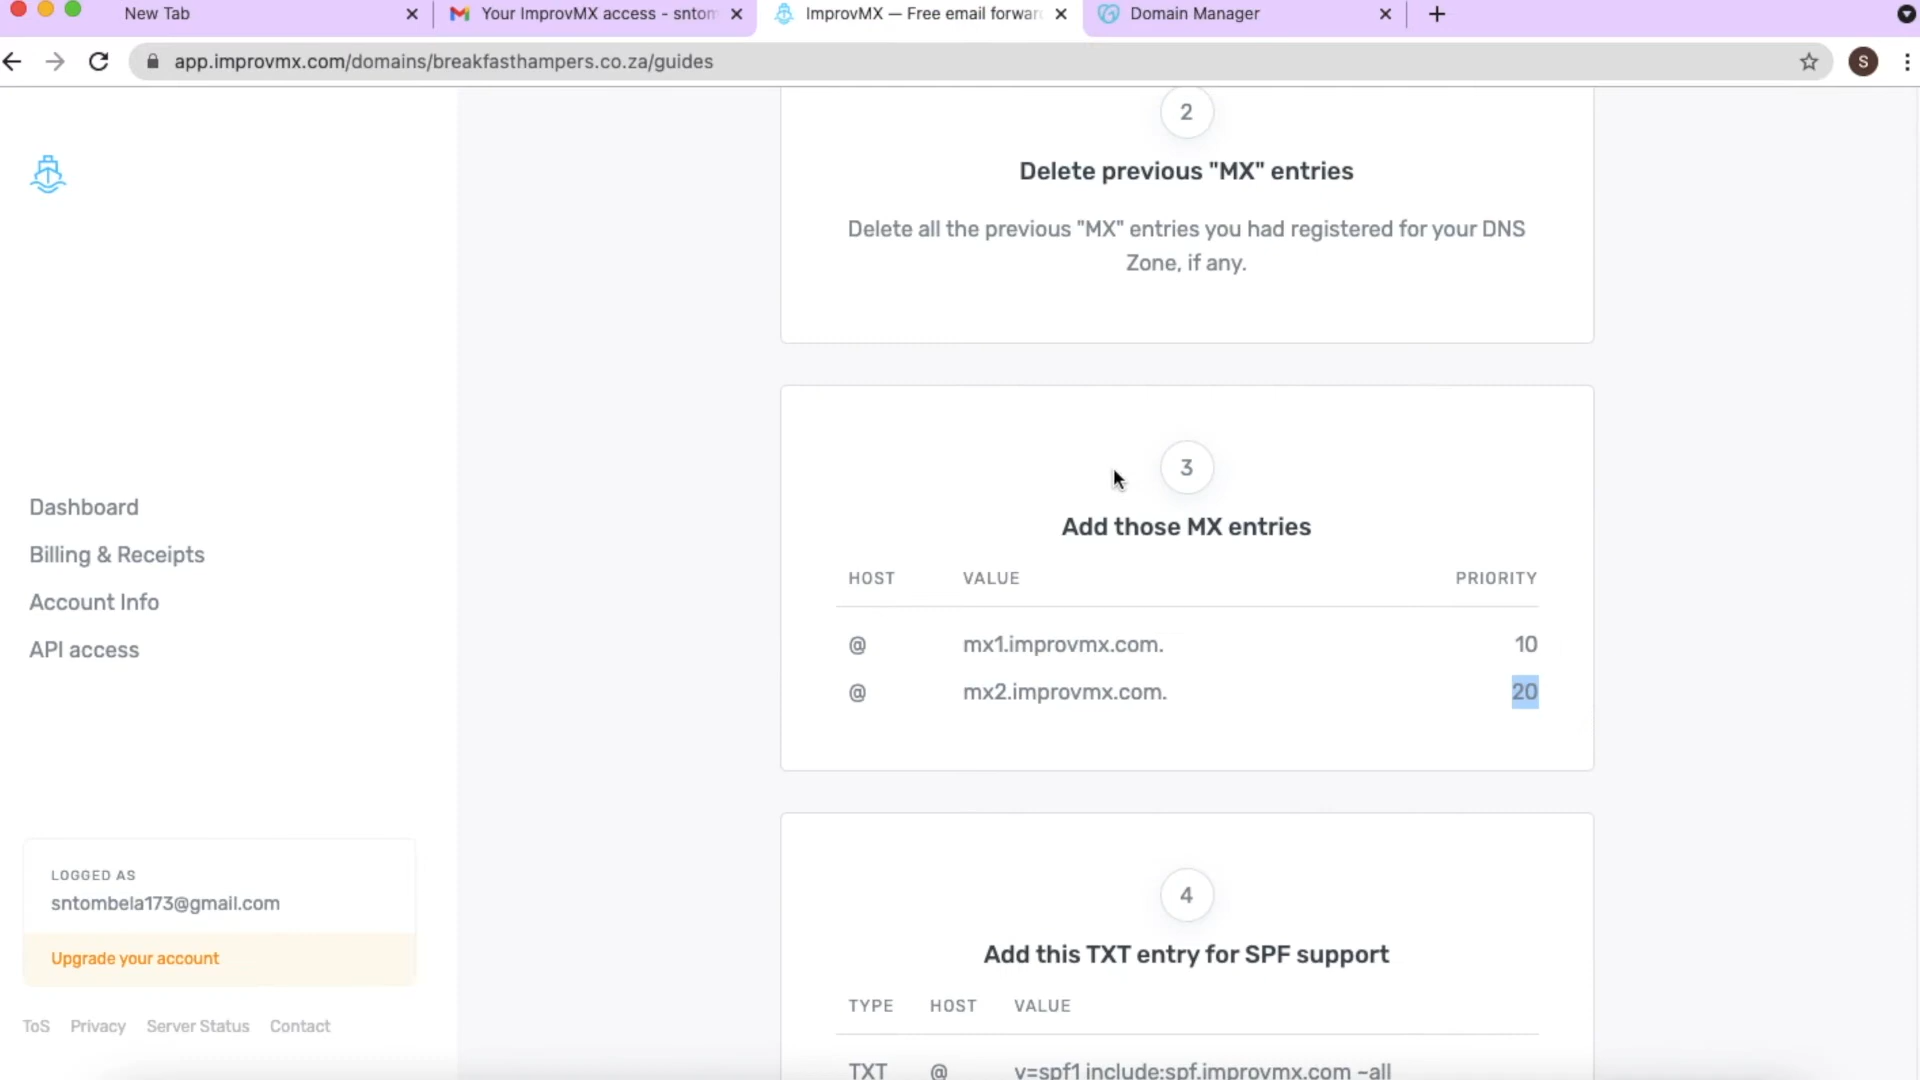 New Tab
Your ImprovMX access - sntom
ImprovMX — Free email forwar
Domain Manager
app.improvmx.com/domains/breakfasthampers.co.za/guides
S
2
Delete previous "MX" entries
Delete all the previous "MX" entries you had registered for your DNS
Zone, if any.
3
Add those MX entries
HOST VALUE PRIORITY
@ mx1.improvmx.com. 10
@ mx2.improvmx.com. 20
4
Add this TXT entry for SPF support
TYPE HOST VALUE
TXT @ v=spf1 include:spf.improvmx.com ~all
Dashboard
Billing & Receipts
Account Info
API access
LOGGED AS
sntombela173@gmail.com
Upgrade your account
ToS Privacy Server Status Contact